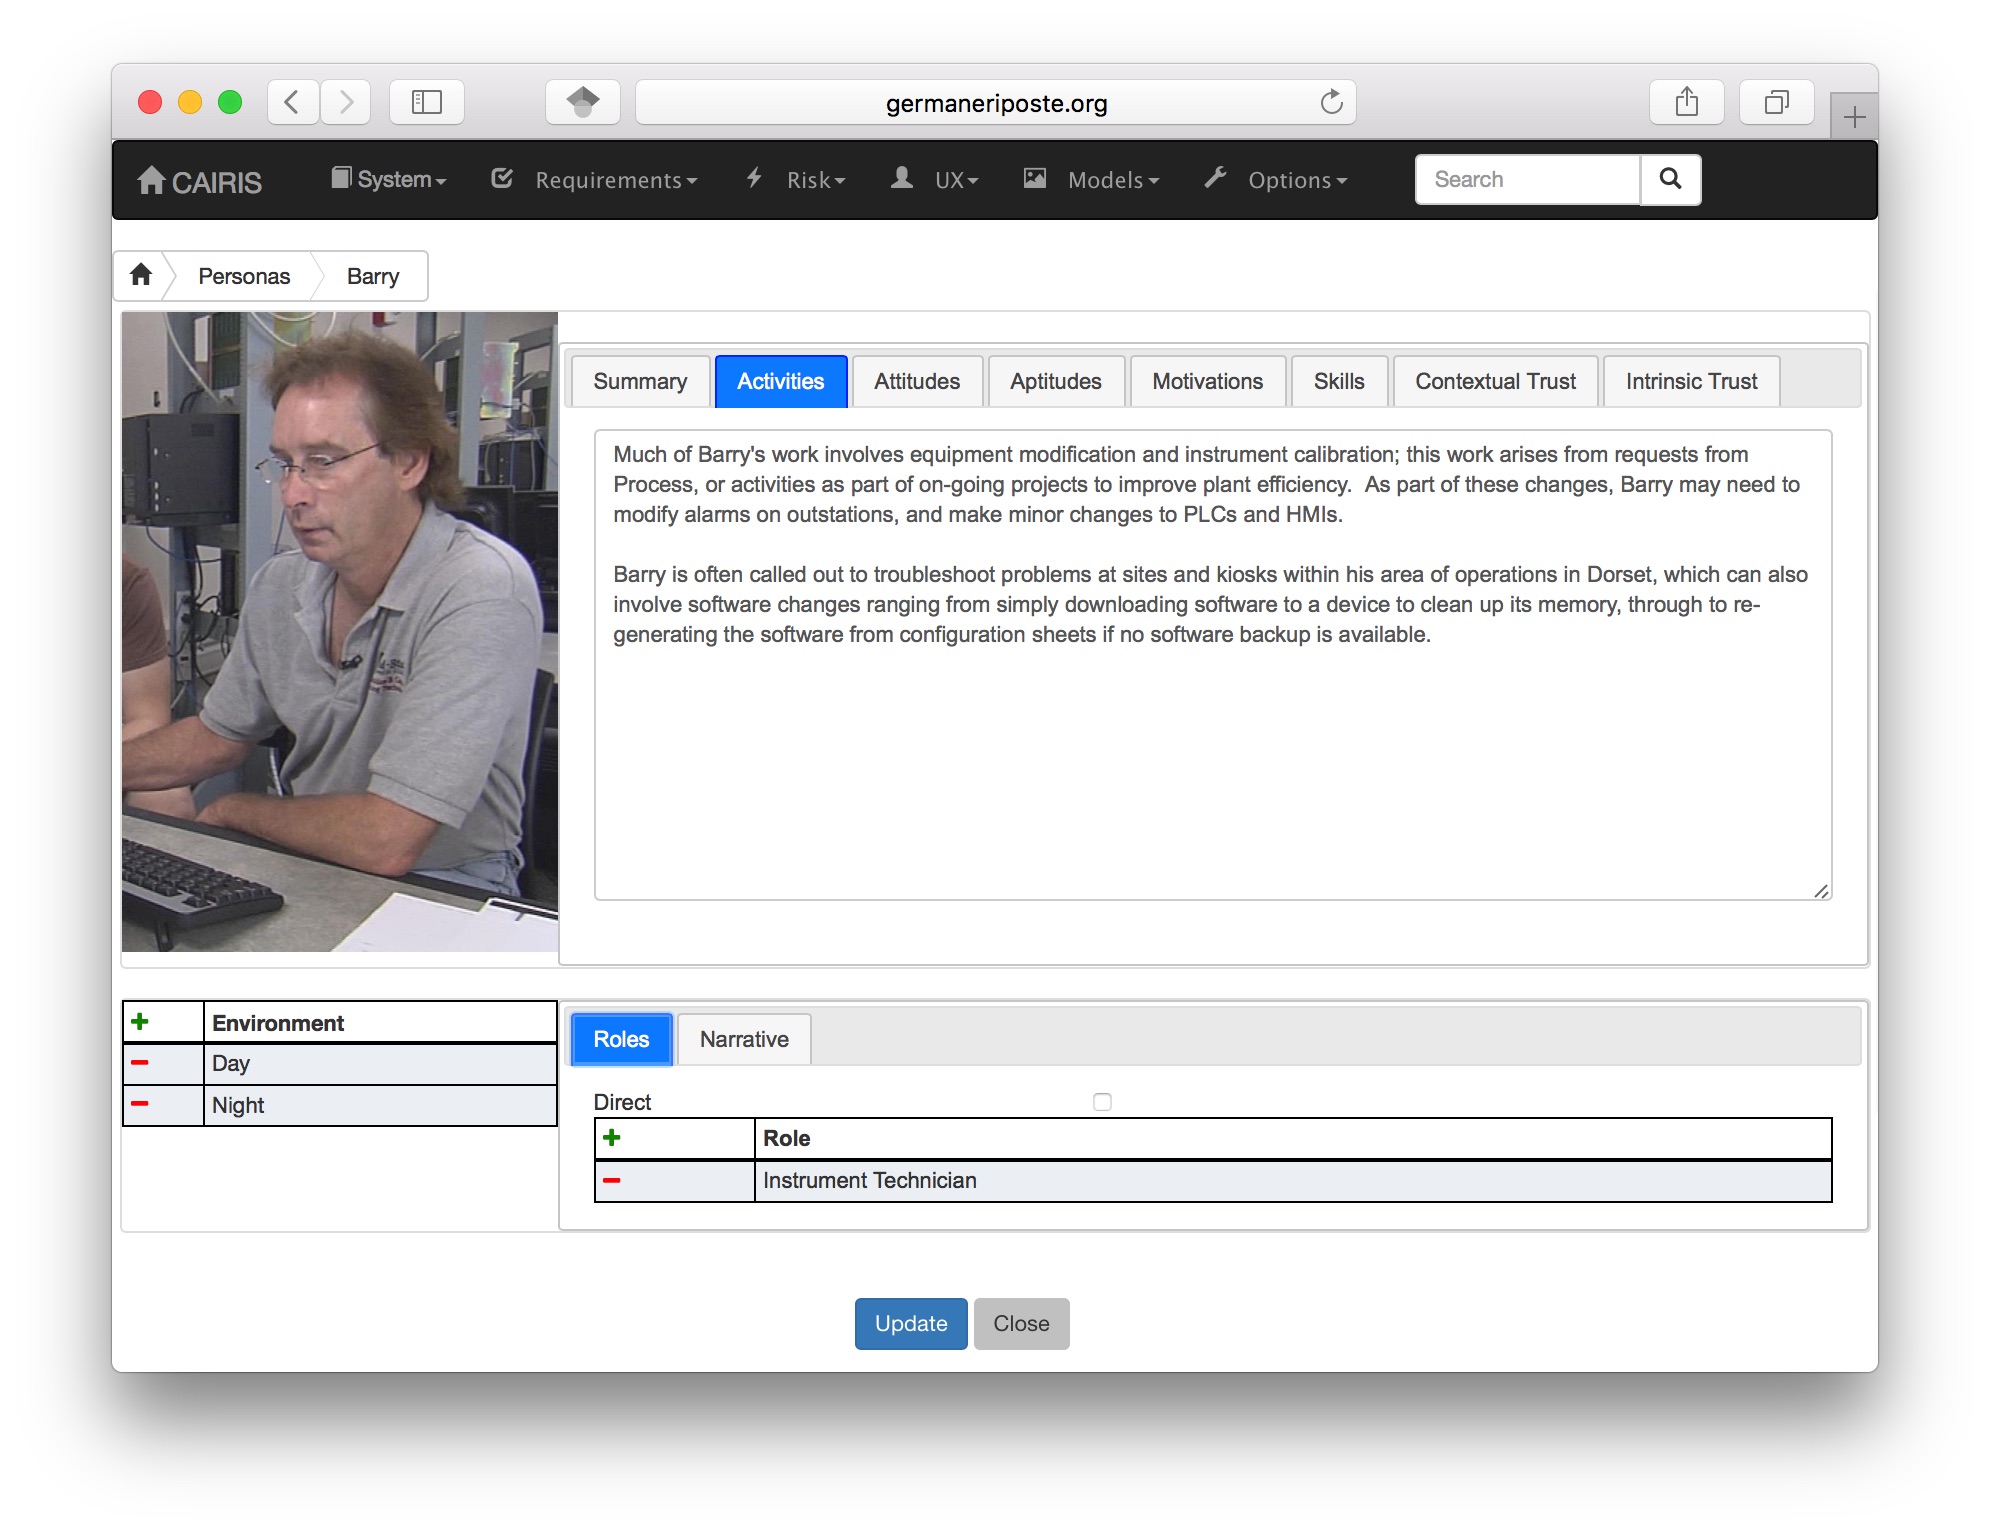 germaneriposte.org
CAIRIS System Requirements Risk UX Models Options Search
Personas Barry
Summary Activities Attitudes Aptitudes Motivations Skills Contextual Trust Intrinsic Trust
Much of Barry's work involves equipment modification and instrument calibration; this work arises from requests from
Process, or activities as part of on-going projects to improve plant efficiency.  As part of these changes, Barry may need to
modify alarms on outstations, and make minor changes to PLCs and HMIs.
Barry is often called out to troubleshoot problems at sites and kiosks within his area of operations in Dorset, which can also
involve software changes ranging from simply downloading software to a device to clean up its memory, through to re-
generating the software from configuration sheets if no software backup is available.
Environment
Day
Night
Roles Narrative
Direct
Role
Instrument Technician
Update Close